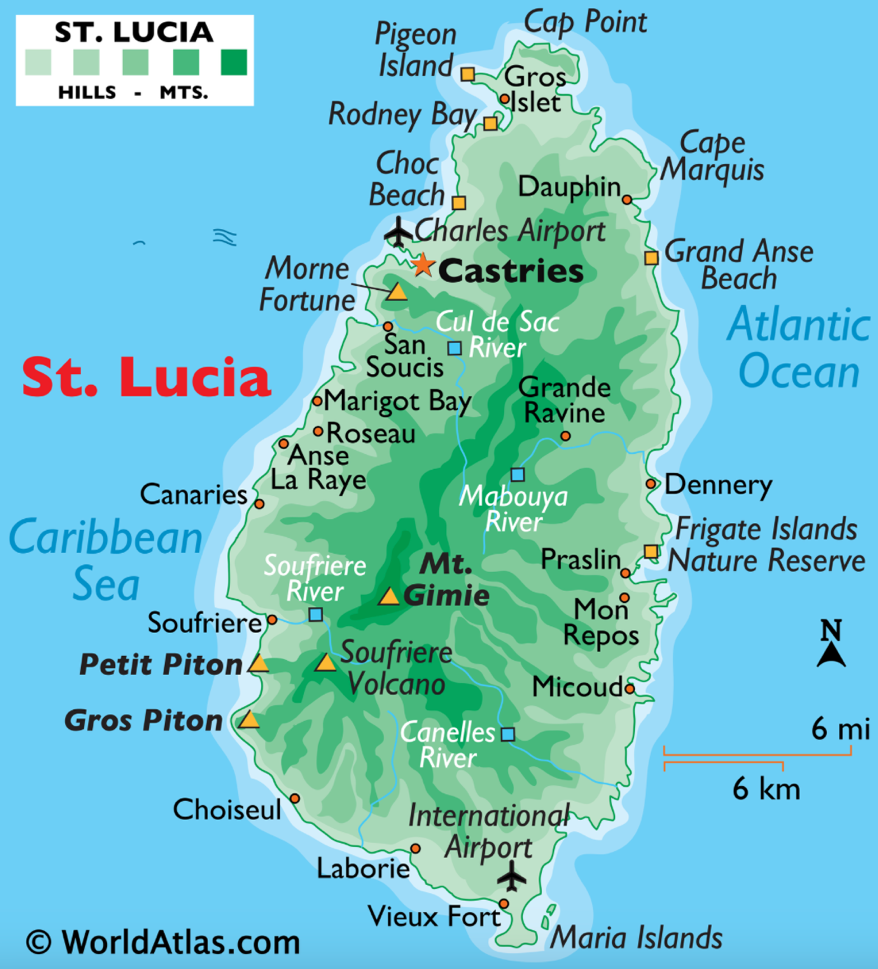 ST. LUCIA
HILLS - MTS.
Cap Point
Pigeon
Island
Gros
Islet
Rodney Bay
Cape
Marquis
Choc
Beach
Dauphin
Charles Airport
Grand Anse
Beach
Castries
Morne
Fortune
Atlantic
Ocean
Cul de Sac
River
San
Soucis
St. Lucia
Grande
Ravine
Marigot Bay
Roseau
Anse
La Raye
Dennery
Canaries
Mabouya
River
Caribbean
Sea
Frigate Islands
Nature Reserve
Praslin
Soufriere
River
Mt.
Gimie
Mon
Repos
Soufriere
N
Petit Piton
Soufriere
Volcano
Micoud
Gros Piton
Canelles
River
6 mi
6 km
Choiseul
International
Airport
Laborie
Vieux Fort
Maria Islands
© WorldAtlas.com